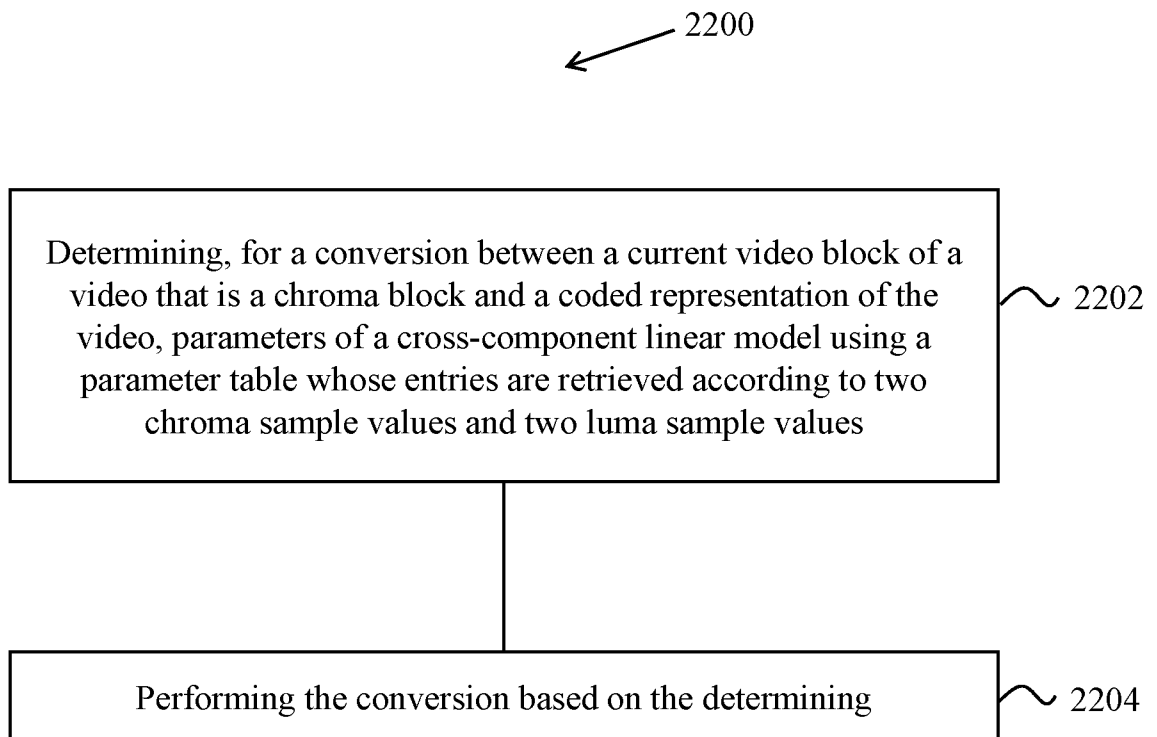 2200
Determining, for a conversion between a current video block of a
video that is a chroma block and a coded representation of the
video, parameters of a cross-component linear model using a
parameter table whose entries are retrieved according to two
chroma sample values and two luma sample values
2202
Performing the conversion based on the determining
2204